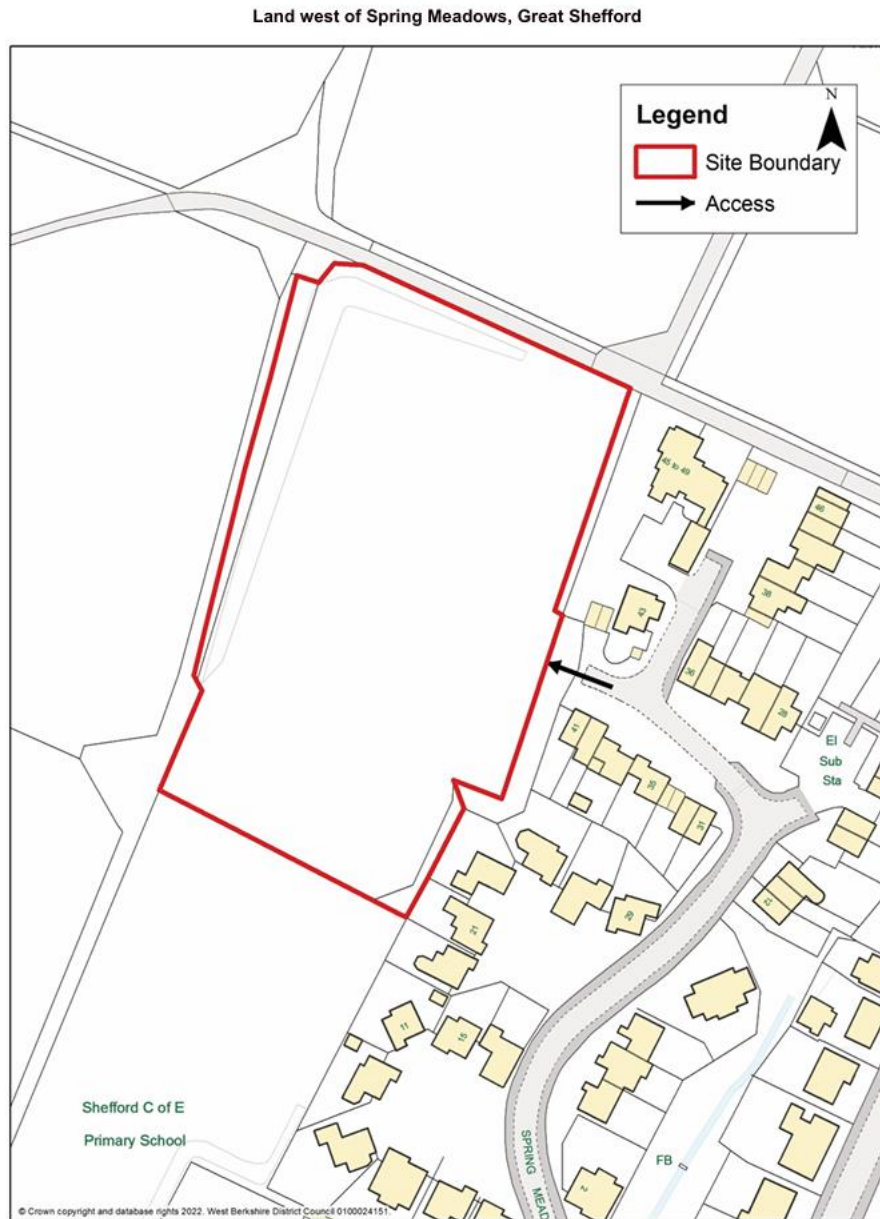 Land west of Spring Meadows, Great Shefford
Legend
N
Site Boundary
Access
45 to 49
46
38
43
36
28
El
Sub
Sta
41
35
31
12
29
21
11
15
Shefford C of E
Primary School
SPRING MEAD
FB
2
© Crown copyright and database rights 2022. West Berkshire District Council 0100024151.